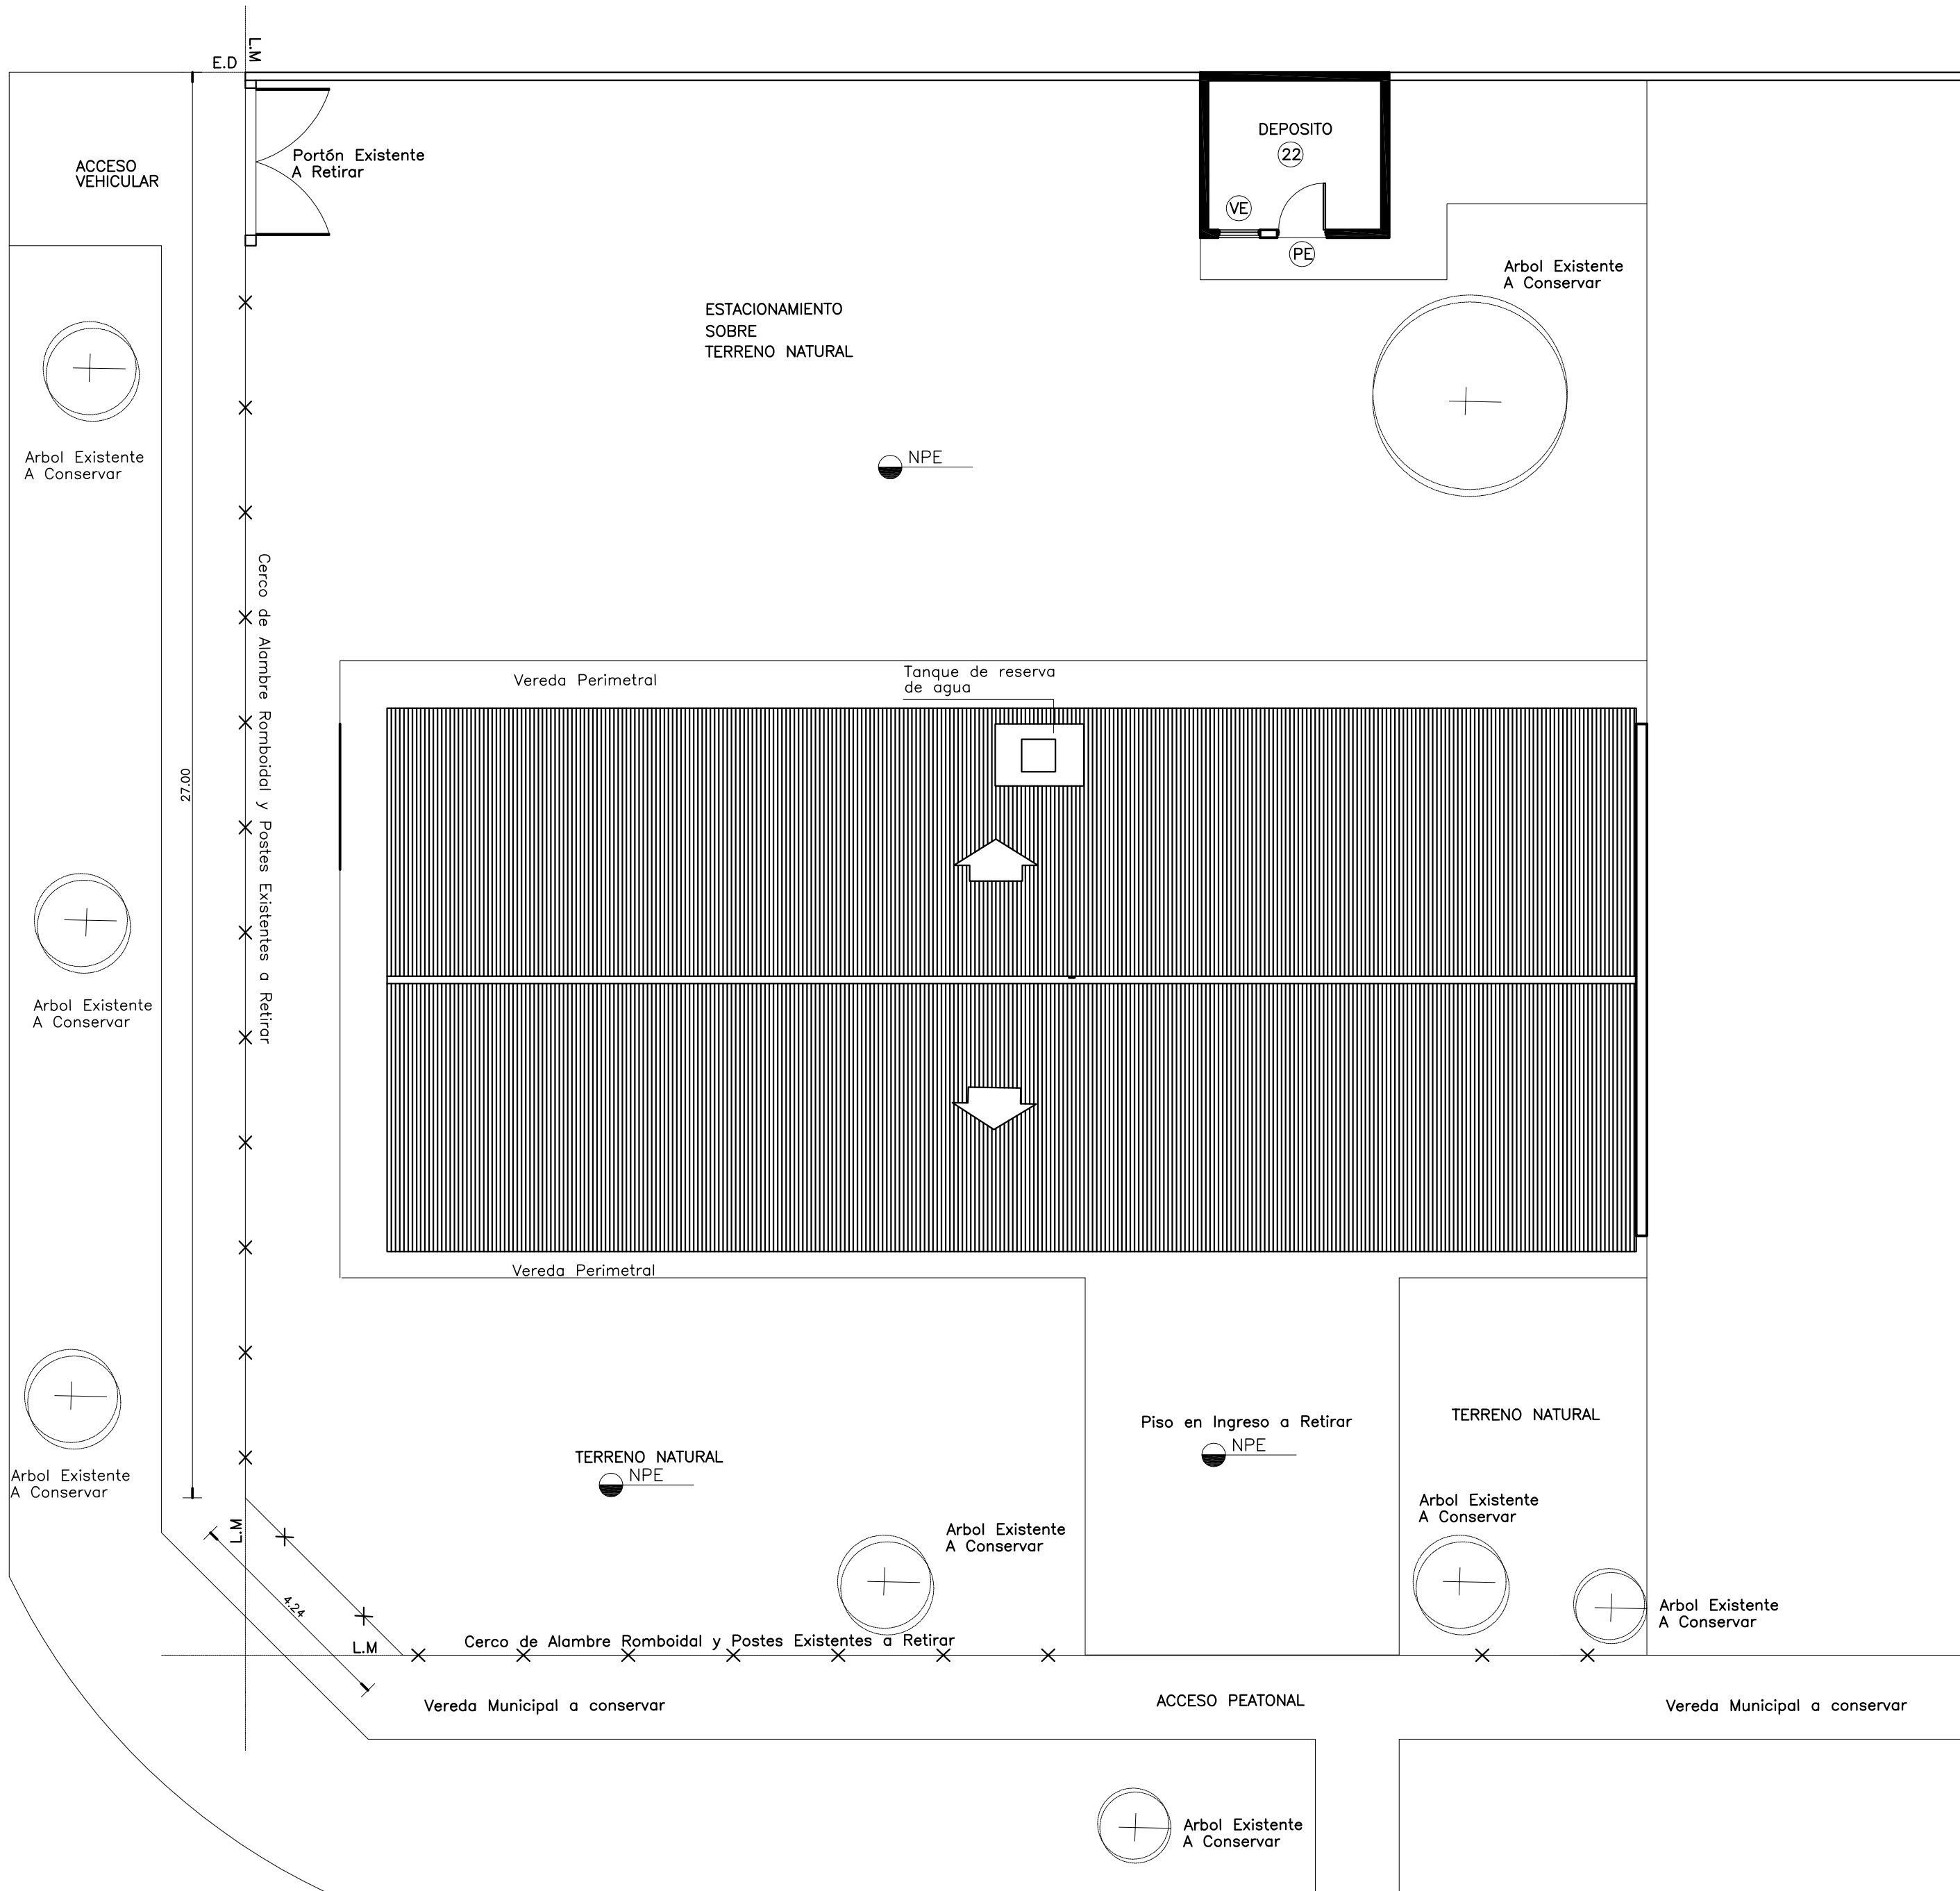 L.M
E.D
ACCESO
VEHICULAR
Portón Existente
A Retirar
DEPOSITO
22
VE
PE
Arbol Existente
A Conservar
ESTACIONAMIENTO
SOBRE
TERRENO NATURAL
Arbol Existente
A Conservar
NPE
Cerco de Alambre Romboidal y Postes Existentes a Retirar
Vereda Perimetral
Tanque de reserva
de agua
27.00
Arbol Existente
A Conservar
Vereda Perimetral
Piso en Ingreso a Retirar
NPE
TERRENO NATURAL
TERRENO NATURAL
NPE
Arbol Existente
A Conservar
Arbol Existente
A Conservar
Arbol Existente
A Conservar
L.M
4.24
Arbol Existente
A Conservar
L.M
Cerco de Alambre Romboidal y Postes Existentes a Retirar
Vereda Municipal a conservar
ACCESO PEATONAL
Vereda Municipal a conservar
Arbol Existente
A Conservar